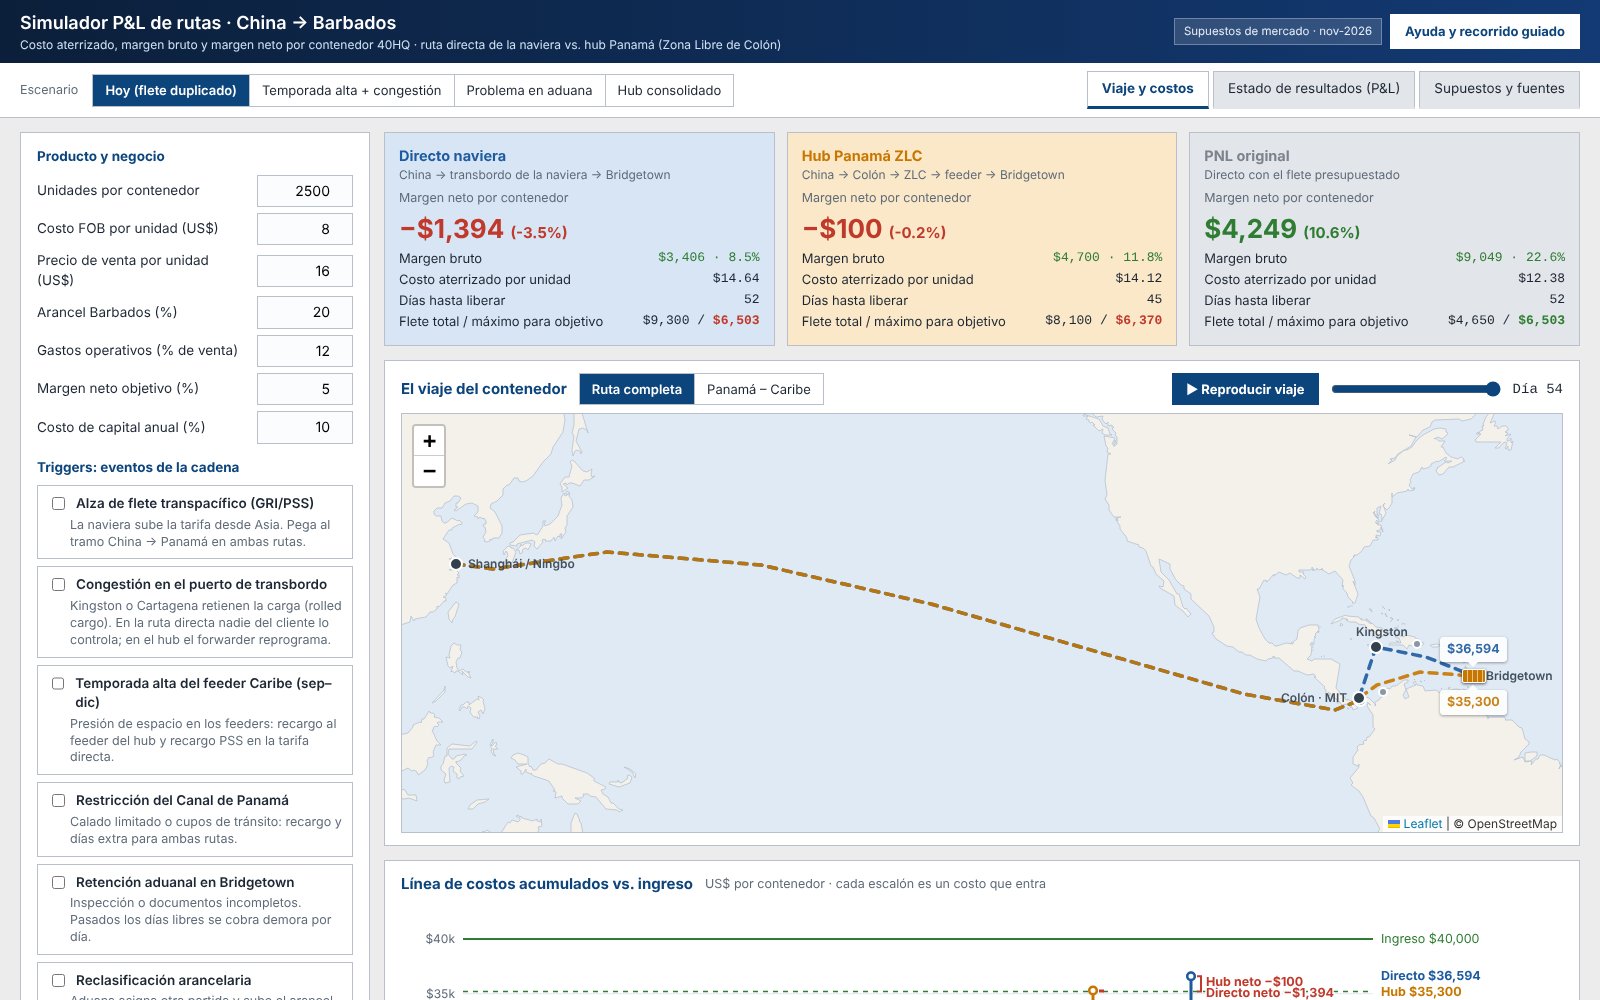 Simulador P&L de rutas · China → Barbados
Costo aterrizado, margen bruto y margen neto por contenedor 40HQ · ruta directa de la naviera vs. hub Panamá (Zona Libre de Colón)
Supuestos de mercado · nov-2026
Ayuda y recorrido guiado
Escenario
Hoy (flete duplicado)
Temporada alta + congestión
Problema en aduana
Hub consolidado
Viaje y costos
Estado de resultados (P&L)
Supuestos y fuentes
Producto y negocio
Unidades por contenedor 2500
Costo FOB por unidad (US$) 8
Precio de venta por unidad
(US$) 16
Arancel Barbados (%) 20
Gastos operativos (% de venta) 12
Margen neto objetivo (%) 5
Costo de capital anual (%) 10
Triggers: eventos de la cadena
Alza de flete transpacífico (GRI/PSS)
La naviera sube la tarifa desde Asia. Pega al
tramo China → Panamá en ambas rutas.
Congestión en el puerto de transbordo
Kingston o Cartagena retienen la carga (rolled
cargo). En la ruta directa nadie del cliente lo
controla; en el hub el forwarder reprograma.
Temporada alta del feeder Caribe (sep–
dic)
Presión de espacio en los feeders: recargo al
feeder del hub y recargo PSS en la tarifa
directa.
Restricción del Canal de Panamá
Calado limitado o cupos de tránsito: recargo y
días extra para ambas rutas.
Retención aduanal en Bridgetown
Inspección o documentos incompletos.
Pasados los días libres se cobra demora por
día.
Reclasificación arancelaria
Directo naviera
China → transbordo de la naviera → Bridgetown
Margen neto por contenedor
−$1,394 (-3.5%)
Margen bruto $3,406 · 8.5%
Costo aterrizado por unidad $14.64
Días hasta liberar 52
Flete total / máximo para objetivo $9,300 / $6,503
Hub Panamá ZLC
China → Colón → ZLC → feeder → Bridgetown
Margen neto por contenedor
−$100 (-0.2%)
Margen bruto $4,700 · 11.8%
Costo aterrizado por unidad $14.12
Días hasta liberar 45
Flete total / máximo para objetivo $8,100 / $6,370
PNL original
Directo con el flete presupuestado
Margen neto por contenedor
$4,249 (10.6%)
Margen bruto $9,049 · 22.6%
Costo aterrizado por unidad $12.38
Días hasta liberar 52
Flete total / máximo para objetivo $4,650 / $6,503
El viaje del contenedor
Ruta completa
Panamá – Caribe
▶ Reproducir viaje
Día 54
+
−
Shanghái / Ningbo
Kingston
$36,594
Bridgetown
Colón · MIT
$35,300
Leaflet | © OpenStreetMap
Línea de costos acumulados vs. ingreso
US$ por contenedor · cada escalón es un costo que entra
$40k
Ingreso $40,000
Directo $36,594
Hub neto −$100
$35k
Directo neto −$1,394
Hub $35,300